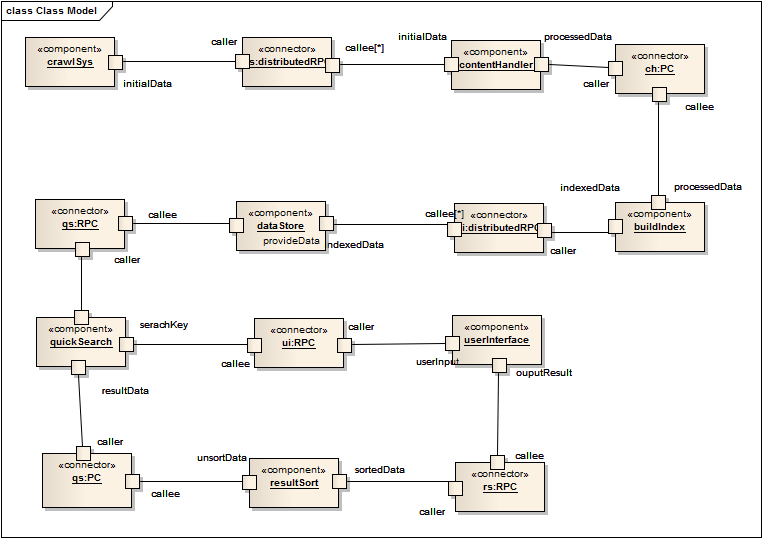 class Class Model
«component»
crawlSys
initialData
caller
«connector»
s:distributedRPC
callee[*]
initialData
«component»
contentHandler
processedData
«connector»
ch:PC
caller
callee
«connector»
qs:RPC
callee
caller
«component»
dataStore
provideData
indexedData
callee[*]
«connector»
i:distributedRPC
caller
indexedData
processedData
«component»
buildIndex
«component»
quickSearch
serachKey
resultData
callee
«connector»
ui:RPC
caller
«component»
userInterface
userInput
ouputResult
caller
«connector»
qs:PC
callee
unsortData
«component»
resultSort
sortedData
callee
«connector»
rs:RPC
caller